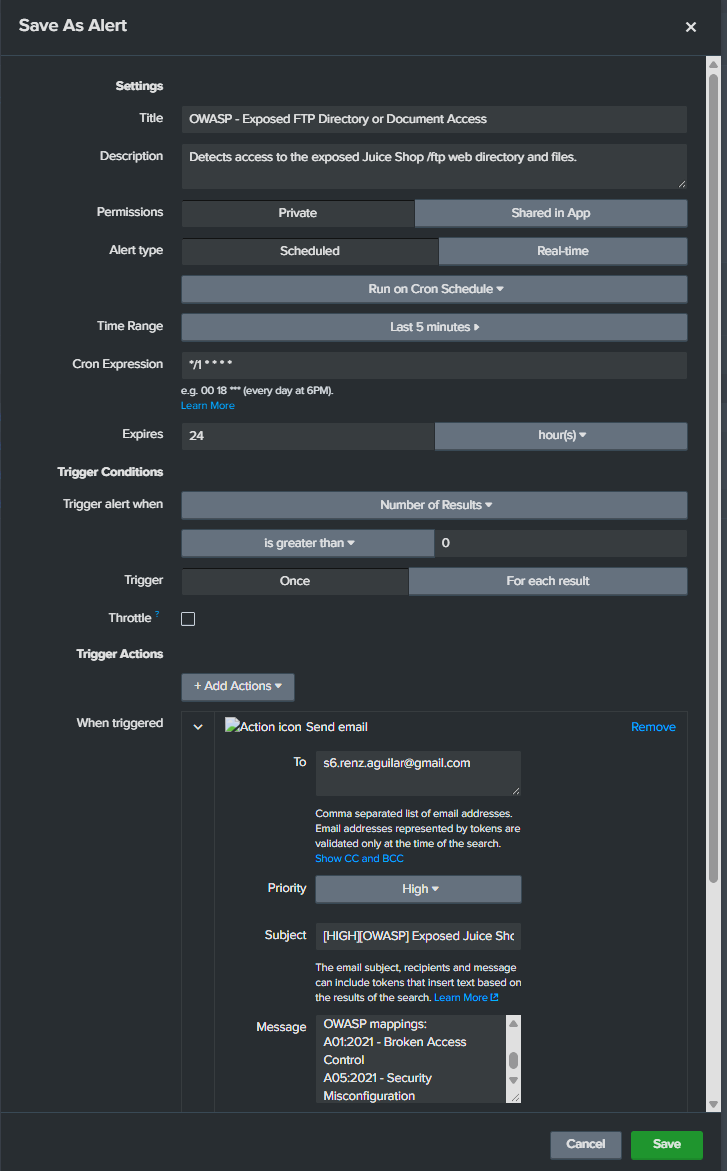 Save As Alert
Settings
Title OWASP - Exposed FTP Directory or Document Access
Description Detects access to the exposed Juice Shop /ftp web directory and files.
Permissions Private Shared in App
Alert type Scheduled Real-time
Run on Cron Schedule
Time Range Last 5 minutes
Cron Expression */1 * * * *
e.g. 00 18 *** (every day at 6PM).
Learn More
Expires 24 hour(s)
Trigger Conditions
Trigger alert when Number of Results
is greater than 0
Trigger Once For each result
Throttle ?
Trigger Actions
+ Add Actions
When triggered Action icon Send email Remove
To s6.renz.aguilar@gmail.com
Comma separated list of email addresses.
Email addresses represented by tokens are
validated only at the time of the search.
Show CC and BCC
Priority High
Subject [HIGH][OWASP] Exposed Juice Sho
The email subject, recipients and message
can include tokens that insert text based on
the results of the search. Learn More
Message OWASP mappings:
A01:2021 - Broken Access
Control
A05:2021 - Security
Misconfiguration
Cancel Save